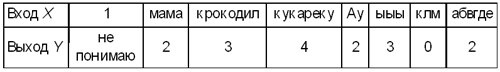 Вход X 1 мама крокодил кукареку Ау ыыы клм абвгде
Выход Y не понимаю 2 3 4 2 3 0 2